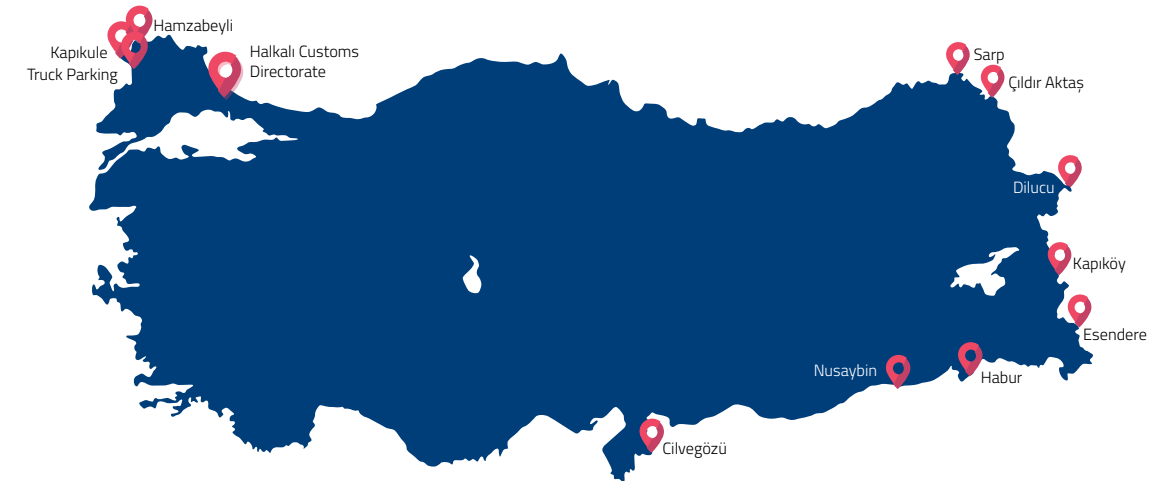 Hamzabeyli
Kapıkule
Truck Parking
Halkalı Customs
Directorate
Sarp
Çıldır Aktaş
Dilucu
Kapıköy
Esendere
Nusaybin
Habur
Cilvegözü